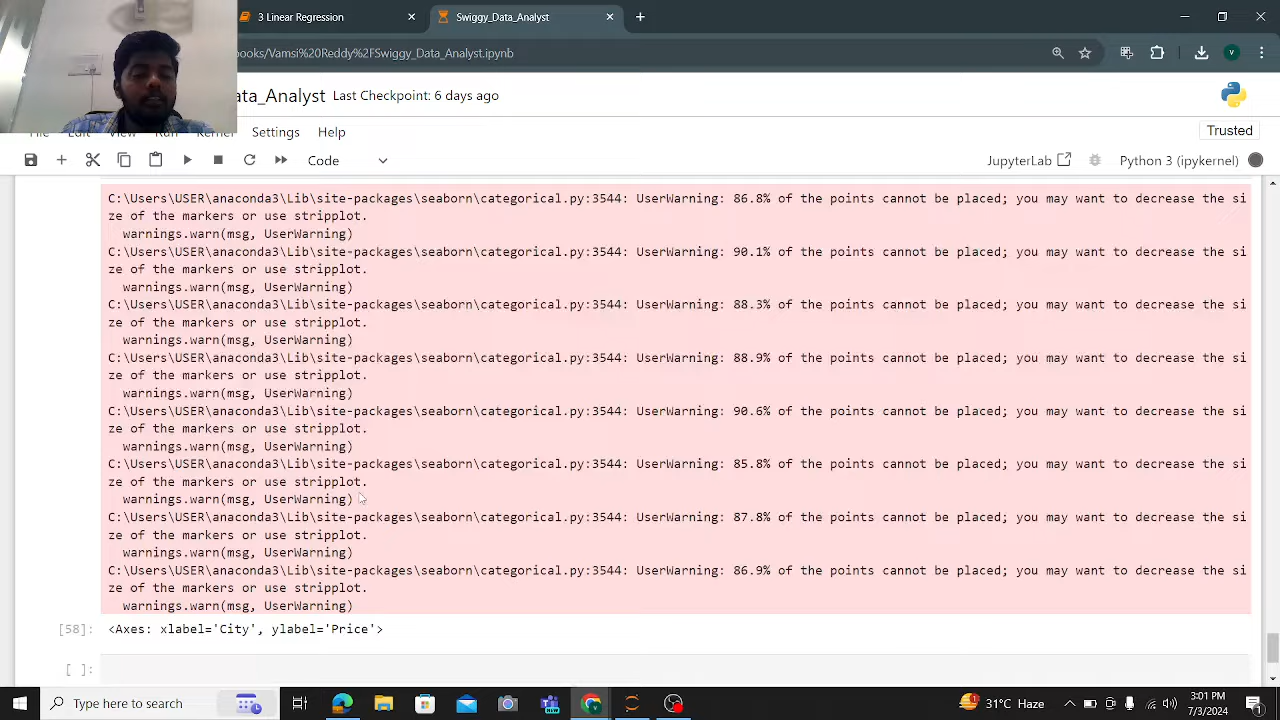 3 Linear Regression
Swiggy_Data_Analyst
books/Vamsi%20Reddy%2FSwiggy_Data_Analyst.ipynb
ata_Analyst Last Checkpoint: 6 days ago
File Edit View Run Kernel Settings Help
Trusted
Code
JupyterLab
Python 3 (ipykernel)
C:\Users\USER\anaconda3\Lib\site-packages\seaborn\categorical.py:3544: UserWarning: 86.8% of the points cannot be placed; you may want to decrease the si
ze of the markers or use stripplot.
warnings.warn(msg, UserWarning)
C:\Users\USER\anaconda3\Lib\site-packages\seaborn\categorical.py:3544: UserWarning: 90.1% of the points cannot be placed; you may want to decrease the si
ze of the markers or use stripplot.
warnings.warn(msg, UserWarning)
C:\Users\USER\anaconda3\Lib\site-packages\seaborn\categorical.py:3544: UserWarning: 88.3% of the points cannot be placed; you may want to decrease the si
ze of the markers or use stripplot.
warnings.warn(msg, UserWarning)
C:\Users\USER\anaconda3\Lib\site-packages\seaborn\categorical.py:3544: UserWarning: 88.9% of the points cannot be placed; you may want to decrease the si
ze of the markers or use stripplot.
warnings.warn(msg, UserWarning)
C:\Users\USER\anaconda3\Lib\site-packages\seaborn\categorical.py:3544: UserWarning: 90.6% of the points cannot be placed; you may want to decrease the si
ze of the markers or use stripplot.
warnings.warn(msg, UserWarning)
C:\Users\USER\anaconda3\Lib\site-packages\seaborn\categorical.py:3544: UserWarning: 85.8% of the points cannot be placed; you may want to decrease the si
ze of the markers or use stripplot.
warnings.warn(msg, UserWarning)
C:\Users\USER\anaconda3\Lib\site-packages\seaborn\categorical.py:3544: UserWarning: 87.8% of the points cannot be placed; you may want to decrease the si
ze of the markers or use stripplot.
warnings.warn(msg, UserWarning)
C:\Users\USER\anaconda3\Lib\site-packages\seaborn\categorical.py:3544: UserWarning: 86.9% of the points cannot be placed; you may want to decrease the si
ze of the markers or use stripplot.
warnings.warn(msg, UserWarning)
[58]: <Axes: xlabel='City', ylabel='Price'>
[ ]:
Type here to search
31°C Haze
3:01 PM
7/3/2024